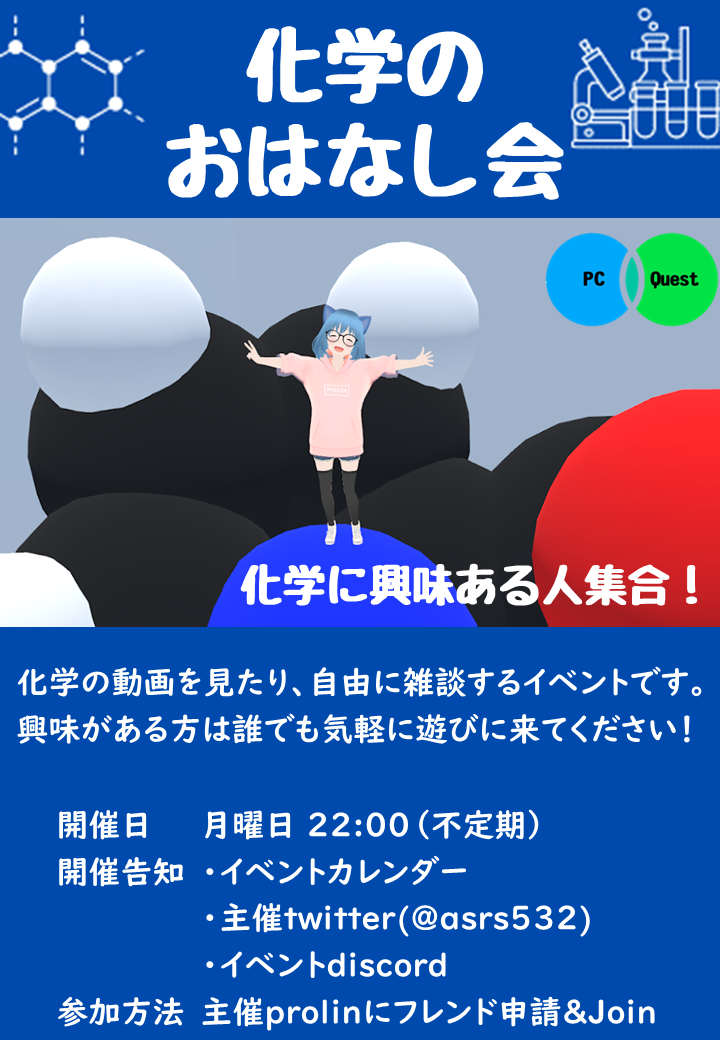 化学の
おはなし会
PC
Quest
化学に興味ある人集合！
化学の動画を見たり、自由に雑談するイベントです。
興味がある方は誰でも気軽に遊びに来てください！
開催日 月曜日 22:00（不定期）
開催告知 ・イベントカレンダー
・主催twitter(@asrs532)
・イベントdiscord
参加方法 主催prolinにフレンド申請&Join